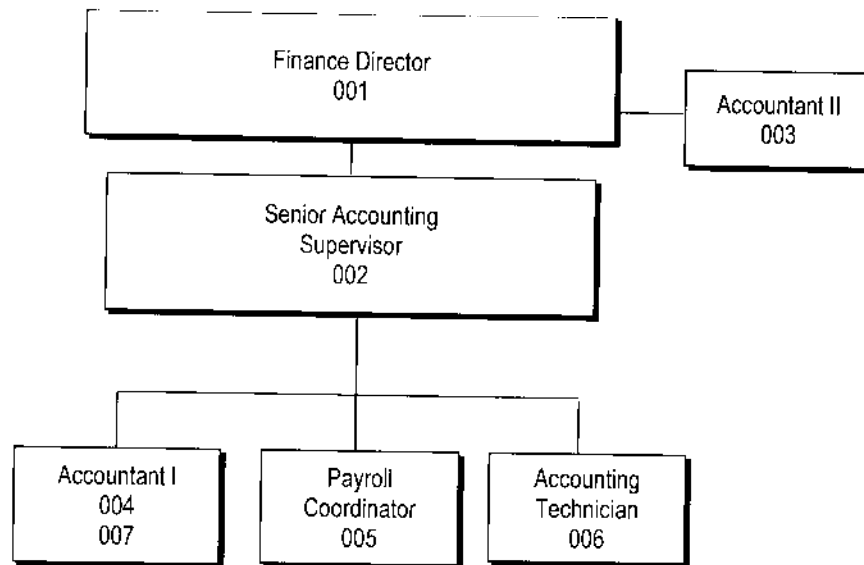 Finance Director
001
Accountant II
003
Senior Accounting
Supervisor
002
Accountant I
004
007
Payroll
Coordinator
005
Accounting
Technician
006